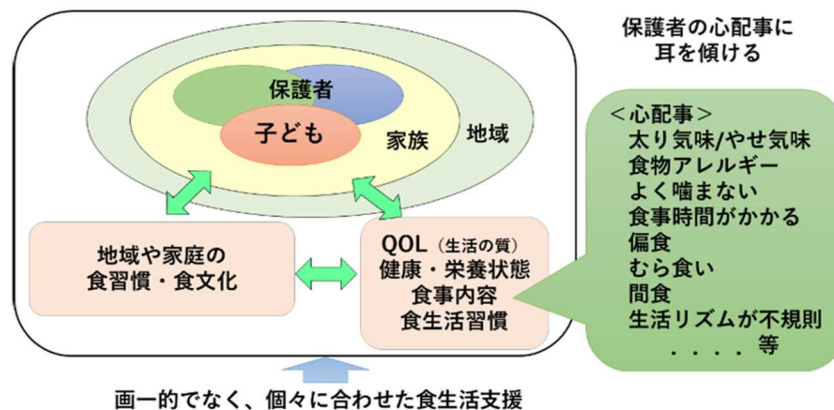 保護者の心配事に
耳を傾ける
保護者
子ども
家族
地域
＜心配事＞
太り気味/やせ気味
食物アレルギー
よく噛まない
食事時間がかかる
偏食
むら食い
間食
生活リズムが不規則
．．．．等
地域や家庭の
食習慣・食文化
QOL（生活の質）
健康・栄養状態
食事内容
食生活習慣
画一的でなく、個々に合わせた食生活支援